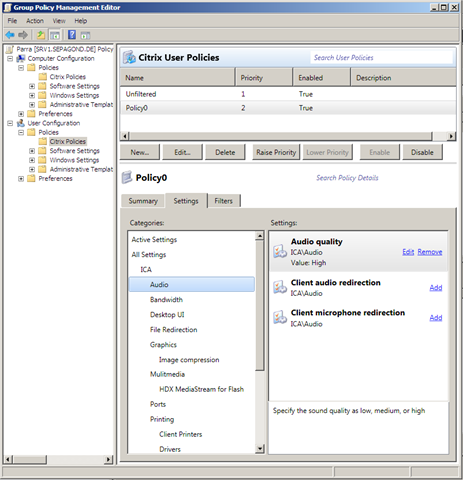 Group Policy Management Editor
File Action View Help
Parra [SRV1.SEPAGOND.DE] Policy
Computer Configuration
Policies
Citrix Policies
Software Settings
Windows Settings
Administrative Templat
Preferences
User Configuration
Policies
Citrix Policies
Software Settings
Windows Settings
Administrative Templat
Preferences
Citrix User Policies
Search User Policies
Name Priority Enabled Description
Unfiltered 1 True
Policy0 2 True
New... Edit... Delete Raise Priority Lower Priority Enable Disable
Policy0
Search Policy Details
Summary Settings Filters
Categories:
Active Settings
All Settings
ICA
Audio
Bandwidth
Desktop UI
File Redirection
Graphics
Image compression
Mulitmedia
HDX MediaStream for Flash
Ports
Printing
Client Printers
Drivers
Settings:
Audio quality
ICA\Audio
Value: High
Edit Remove
Client audio redirection
ICA\Audio
Add
Client microphone redirection
ICA\Audio
Add
Specify the sound quality as low, medium, or high